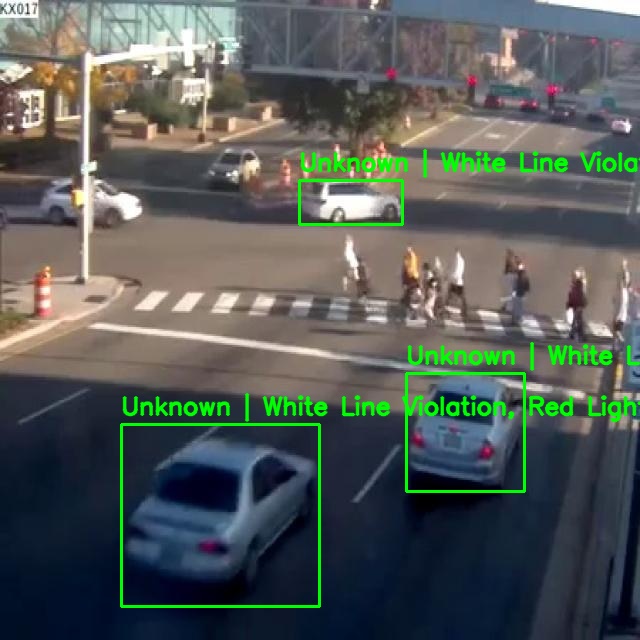 KX017
Unknown | White Line Viola
Unknown | White L
Unknown | White Line Violation, Red Ligh